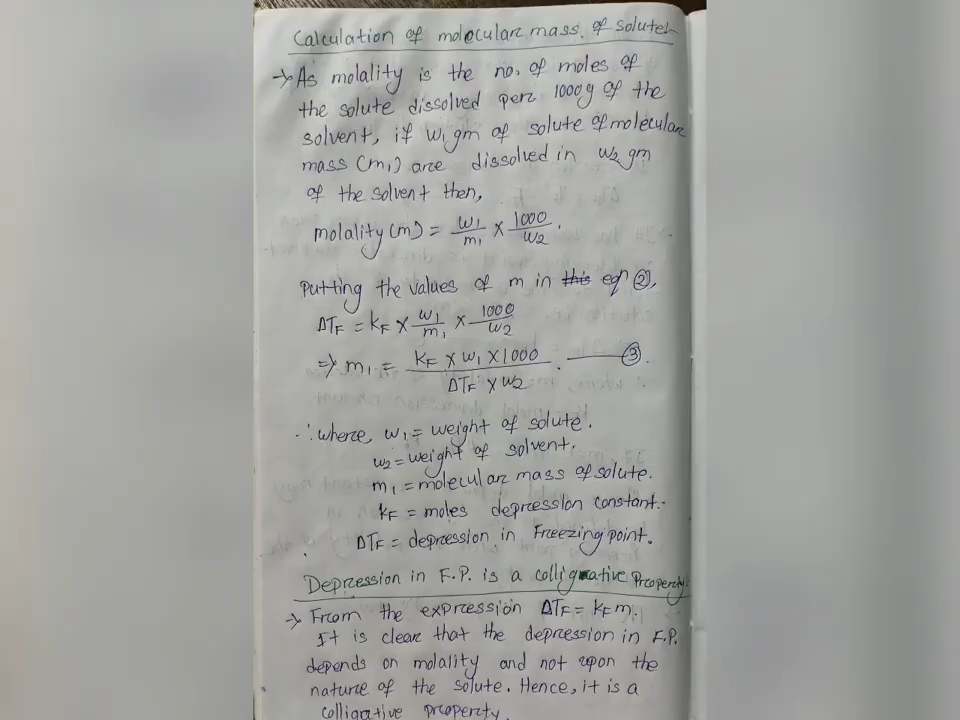 Calculation of molecular mass of solute:-
→ As molality is the no. of moles of
the solute dissolved per 1000g of the
solvent, if w₁ gm of solute of molecular
mass (m₁) are dissolved in w₂ gm
of the solvent then,
molality (m) = w₁/m₁ × 1000/w₂.
Putting the values of m in this eqn ②,
ΔTF = KF × w₁/m₁ × 1000/w₂
⇒ m₁ = KF × w₁ × 1000 / ΔTF × w₂ . —— ③.
∴ where, w₁ = weight of solute.
w₂ = weight of solvent.
m₁ = molecular mass of solute.
KF = moles depression constant.-
ΔTF = depression in Freezing point.
Depression in F.P. is a colligative Property.
→ From the expression ΔTF = KF m.
It is clear that the depression in F.P.
depends on molality and not upon the
nature of the solute. Hence, it is a
colligative property.